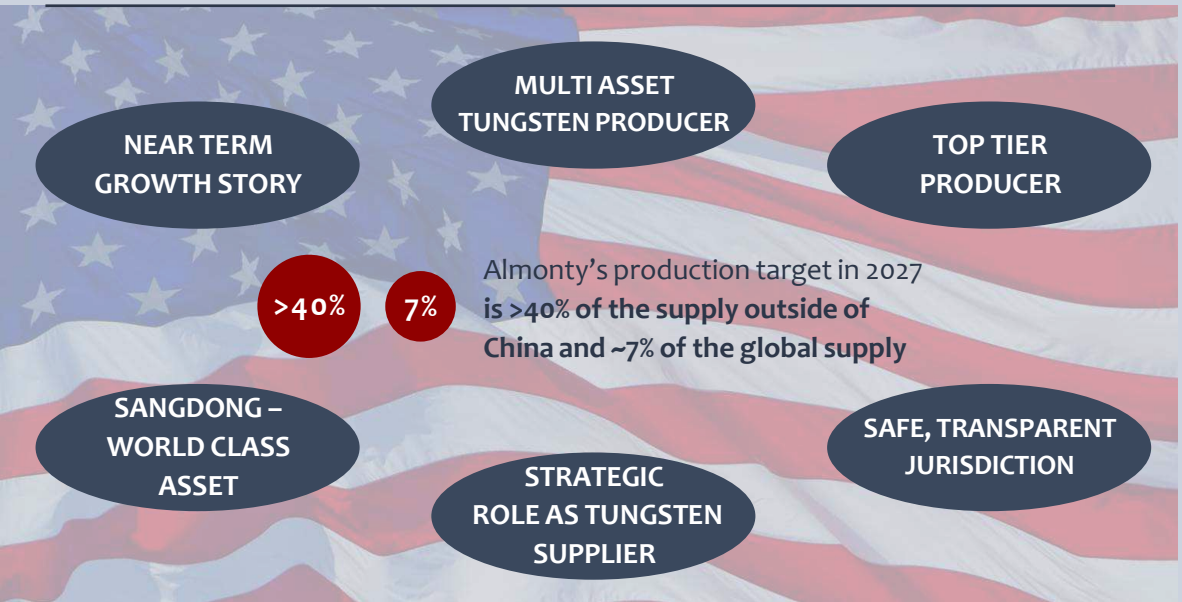 MULTI ASSET
TUNGSTEN PRODUCER
NEAR TERM
GROWTH STORY
TOP TIER
PRODUCER
>40%
7%
Almonty's production target in 2027
is >40% of the supply outside of
China and ~7% of the global supply
SANGDONG –
WORLD CLASS
ASSET
SAFE, TRANSPARENT
JURISDICTION
STRATEGIC
ROLE AS TUNGSTEN
SUPPLIER